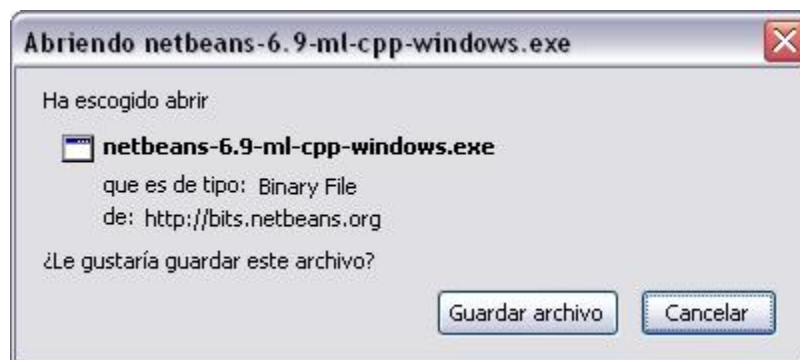 Abriendo netbeans-6.9-ml-cpp-windows.exe
Ha escogido abrir
netbeans-6.9-ml-cpp-windows.exe
que es de tipo: Binary File
de: http://bits.netbeans.org
¿Le gustaría guardar este archivo?
Guardar archivo Cancelar